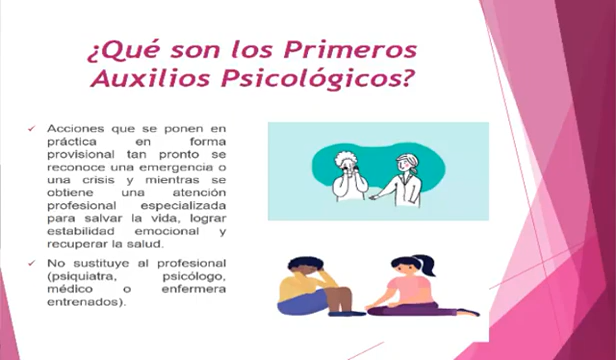 ¿Qué son los Primeros
Auxilios Psicológicos?
Acciones que se ponen en
práctica en forma
provisional tan pronto se
reconoce una emergencia o
una crisis y mientras se
obtiene una atención
profesional especializada
para salvar la vida, lograr
estabilidad emocional y
recuperar la salud.
No sustituye al profesional
(psiquiatra, psicólogo,
médico o enfermera
entrenados).